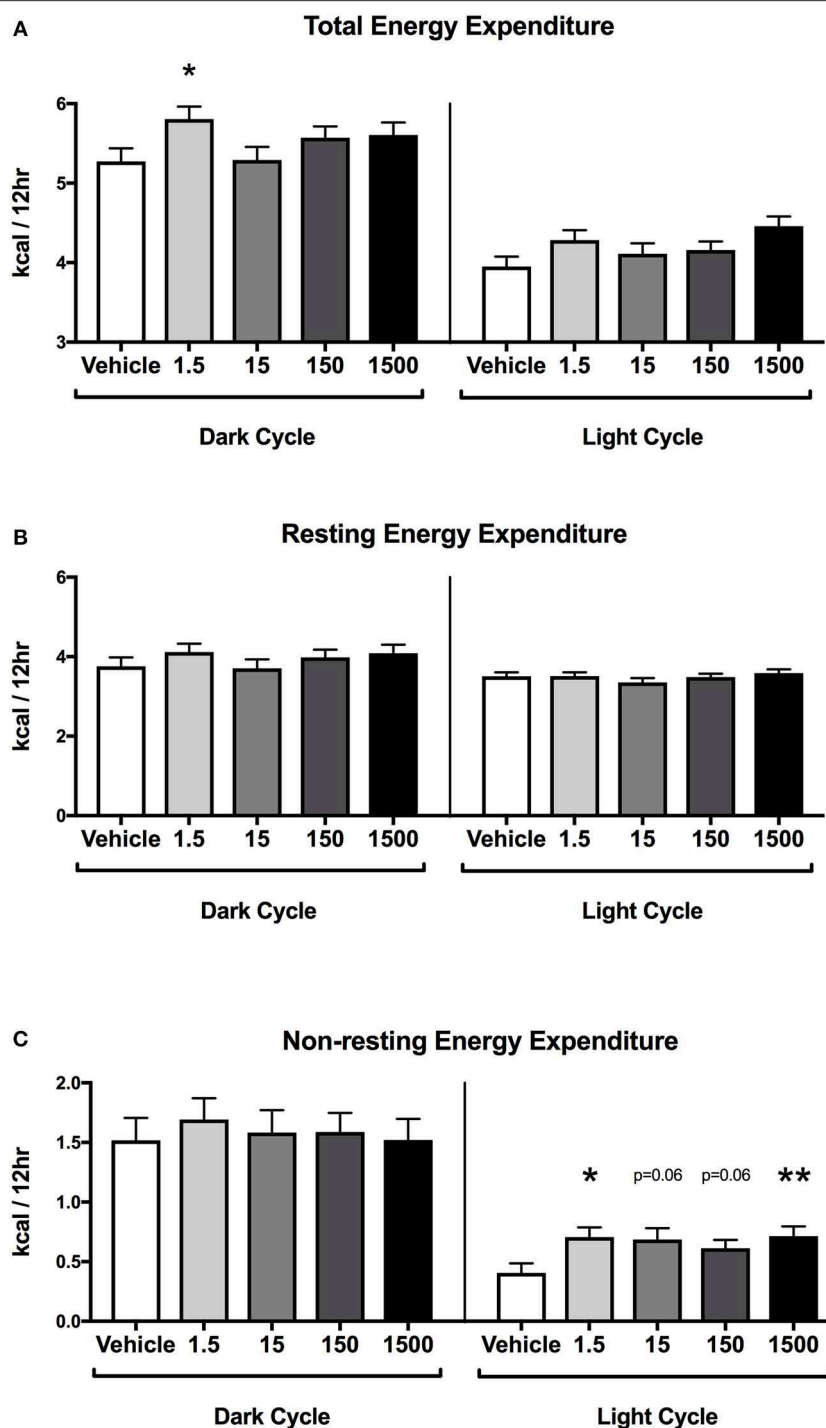 A
Total Energy Expenditure
*
6
5
4
3
kcal / 12hr
Vehicle 1.5 15 150 1500 Vehicle 1.5 15 150 1500
Dark Cycle Light Cycle
B
Resting Energy Expenditure
6
4
2
0
kcal / 12hr
Vehicle 1.5 15 150 1500 Vehicle 1.5 15 150 1500
Dark Cycle Light Cycle
C
Non-resting Energy Expenditure
2.0
1.5
1.0
0.5
0.0
kcal / 12hr
* p=0.06 p=0.06 **
Vehicle 1.5 15 150 1500 Vehicle 1.5 15 150 1500
Dark Cycle Light Cycle